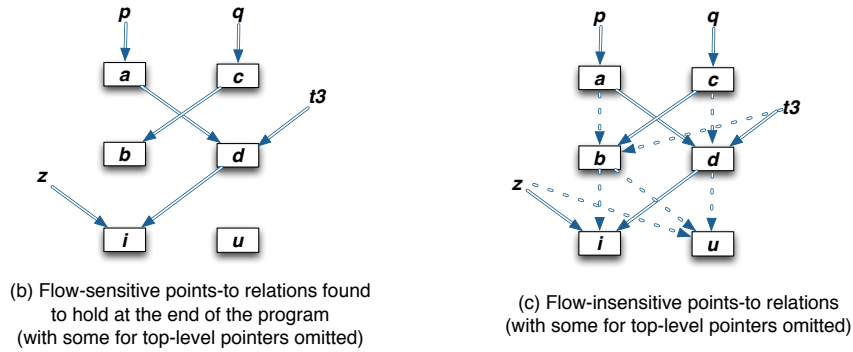 p
q
a
c
t3
b
d
z
i
u
(b) Flow-sensitive points-to relations found
to hold at the end of the program
(with some for top-level pointers omitted)
p
q
a
c
t3
b
d
z
i
u
(c) Flow-insensitive points-to relations
(with some for top-level pointers omitted)